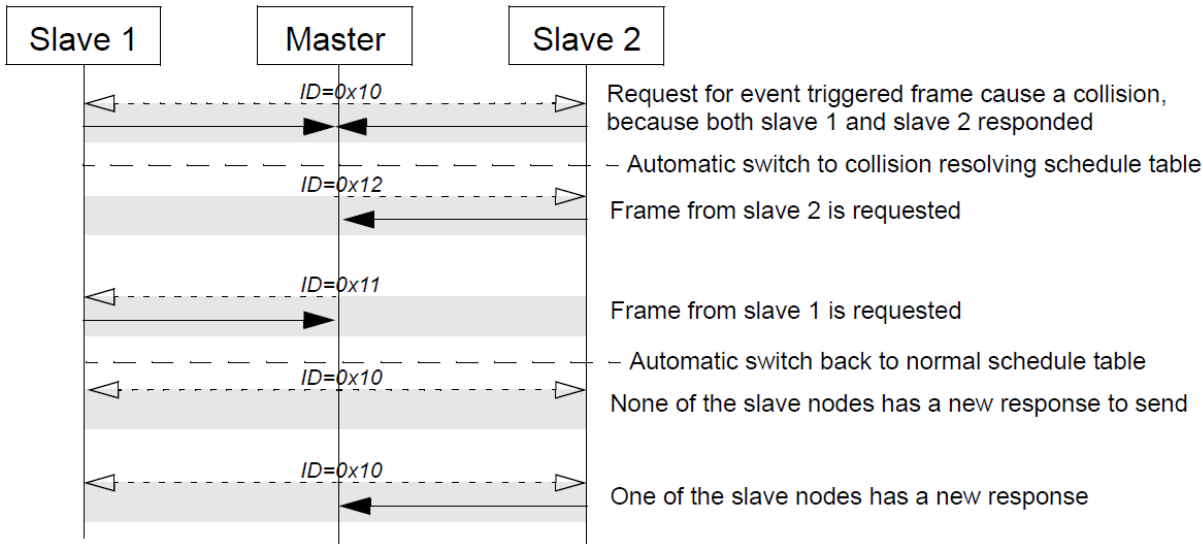 Slave 1
Master
Slave 2
ID=0x10
Request for event triggered frame cause a collision,
because both slave 1 and slave 2 responded
Automatic switch to collision resolving schedule table
ID=0x12
Frame from slave 2 is requested
ID=0x11
Frame from slave 1 is requested
Automatic switch back to normal schedule table
ID=0x10
None of the slave nodes has a new response to send
ID=0x10
One of the slave nodes has a new response